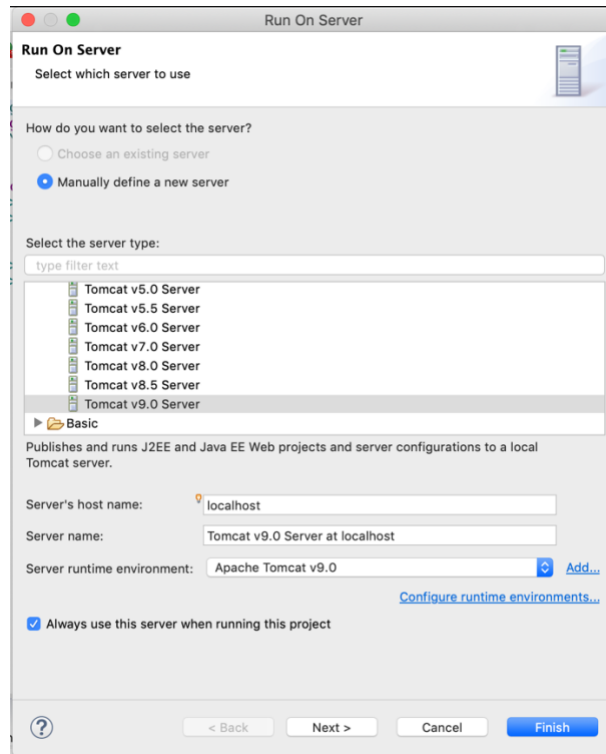 Run On Server
Run On Server
Select which server to use
How do you want to select the server?
Choose an existing server
Manually define a new server
Select the server type:
type filter text
Tomcat v5.0 Server
Tomcat v5.5 Server
Tomcat v6.0 Server
Tomcat v7.0 Server
Tomcat v8.0 Server
Tomcat v8.5 Server
Tomcat v9.0 Server
Basic
Publishes and runs J2EE and Java EE Web projects and server configurations to a local
Tomcat server.
Server's host name: localhost
Server name: Tomcat v9.0 Server at localhost
Server runtime environment: Apache Tomcat v9.0 Add...
Configure runtime environments...
Always use this server when running this project
? < Back Next > Cancel Finish